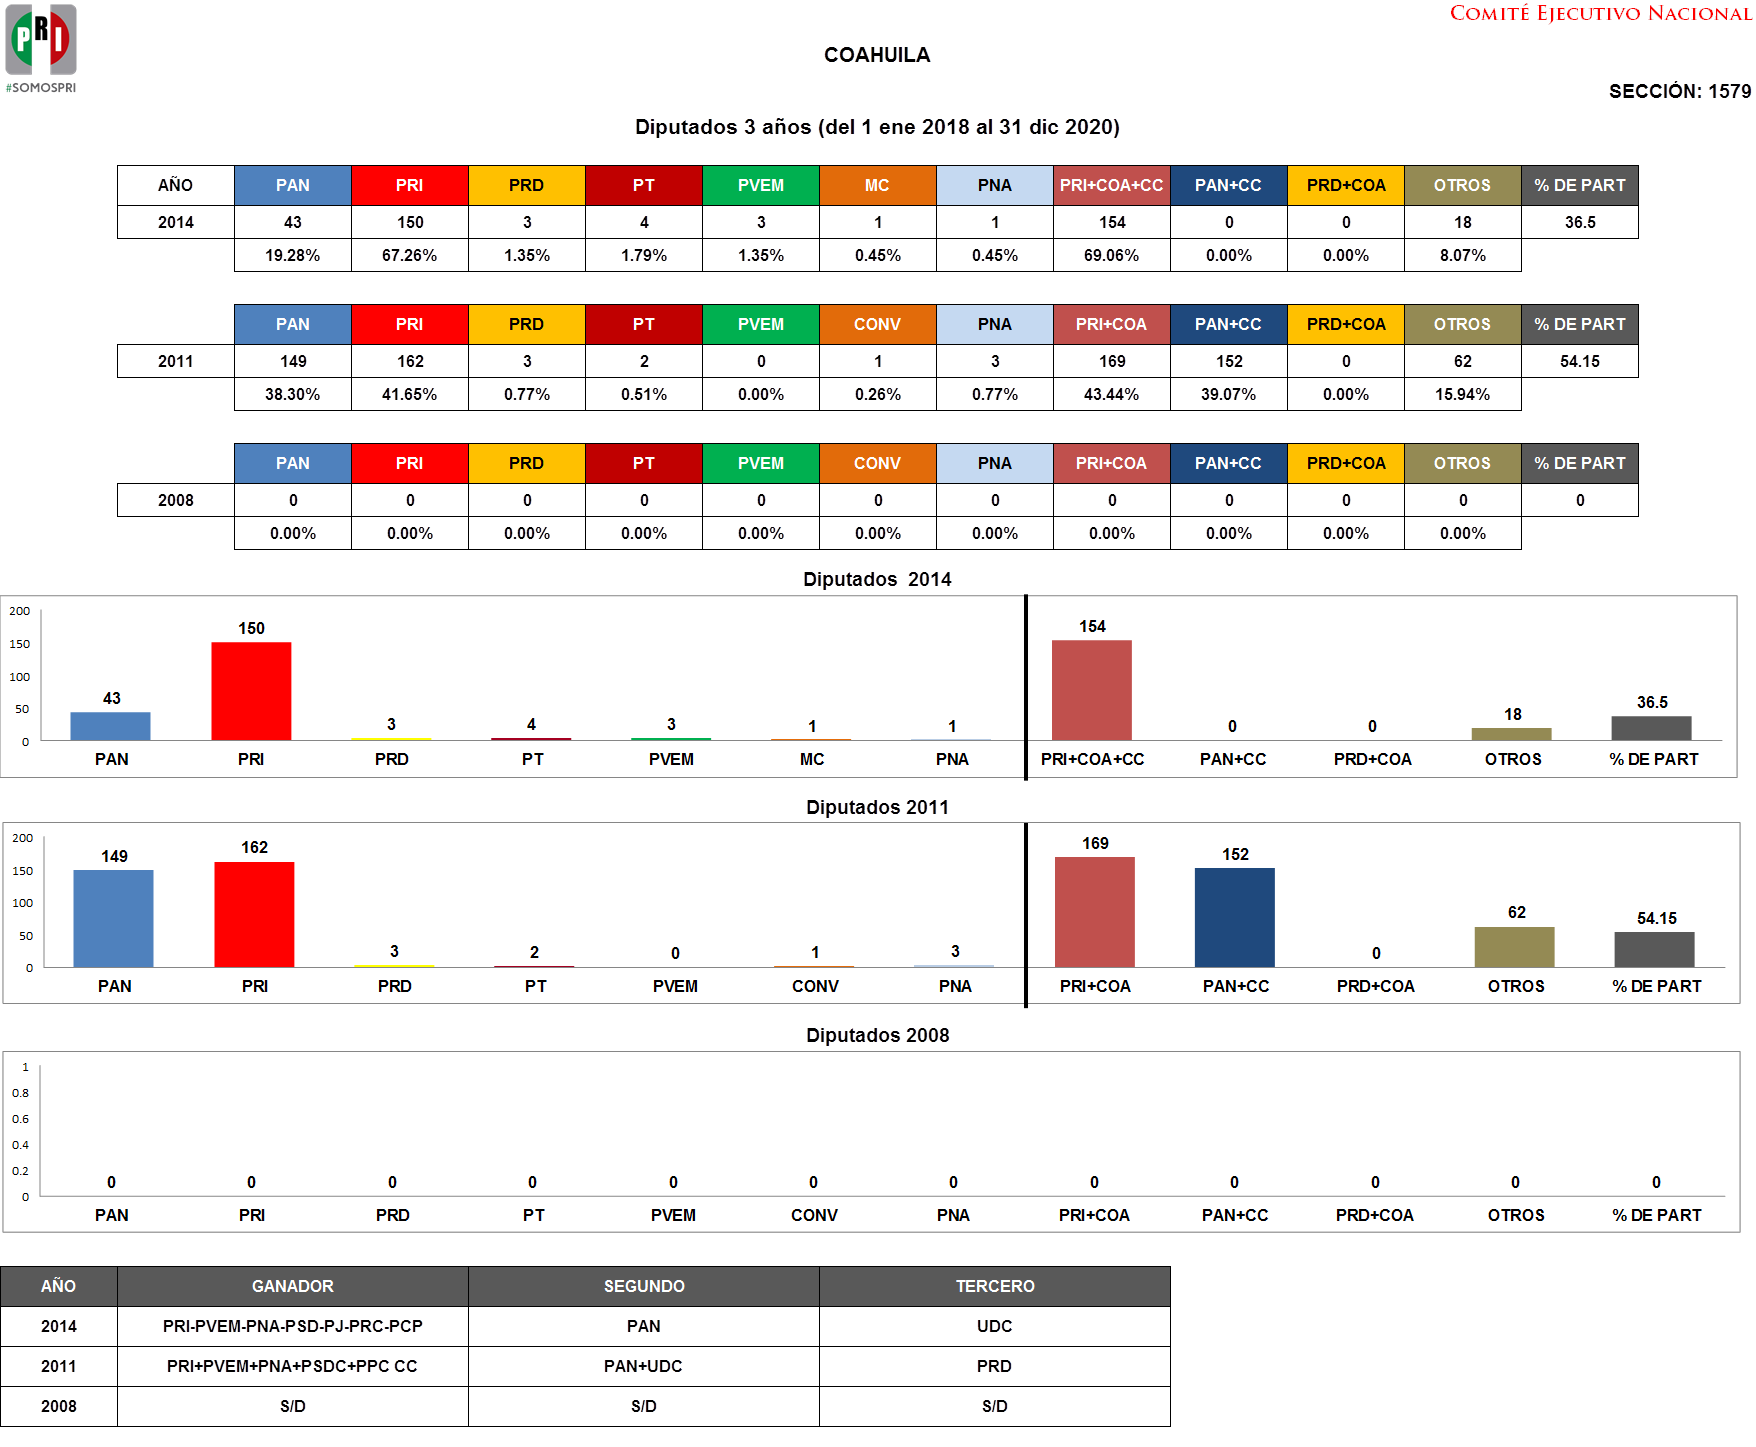 PRI
#SOMOSPRI
COMITÉ EJECUTIVO NACIONAL
COAHUILA
SECCIÓN: 1579
Diputados 3 años (del 1 ene 2018 al 31 dic 2020)
AÑO PAN PRI PRD PT PVEM MC PNA PRI+COA+CC PAN+CC PRD+COA OTROS % DE PART
2014 43 150 3 4 3 1 1 154 0 0 18 36.5
19.28% 67.26% 1.35% 1.79% 1.35% 0.45% 0.45% 69.06% 0.00% 0.00% 8.07%
PAN PRI PRD PT PVEM CONV PNA PRI+COA PAN+CC PRD+COA OTROS % DE PART
2011 149 162 3 2 0 1 3 169 152 0 62 54.15
38.30% 41.65% 0.77% 0.51% 0.00% 0.26% 0.77% 43.44% 39.07% 0.00% 15.94%
PAN PRI PRD PT PVEM CONV PNA PRI+COA PAN+CC PRD+COA OTROS % DE PART
2008 0 0 0 0 0 0 0 0 0 0 0 0
0.00% 0.00% 0.00% 0.00% 0.00% 0.00% 0.00% 0.00% 0.00% 0.00% 0.00%
Diputados 2014
200
150
100
50
0
43 150 3 4 3 1 1 154 0 0 18 36.5
PAN PRI PRD PT PVEM MC PNA PRI+COA+CC PAN+CC PRD+COA OTROS % DE PART
Diputados 2011
200
150
100
50
0
149 162 3 2 0 1 3 169 152 0 62 54.15
PAN PRI PRD PT PVEM CONV PNA PRI+COA PAN+CC PRD+COA OTROS % DE PART
Diputados 2008
1
0.8
0.6
0.4
0.2
0
0 0 0 0 0 0 0 0 0 0 0 0
PAN PRI PRD PT PVEM CONV PNA PRI+COA PAN+CC PRD+COA OTROS % DE PART
AÑO GANADOR SEGUNDO TERCERO
2014 PRI-PVEM-PNA-PSD-PJ-PRC-PCP PAN UDC
2011 PRI+PVEM+PNA+PSDC+PPC CC PAN+UDC PRD
2008 S/D S/D S/D